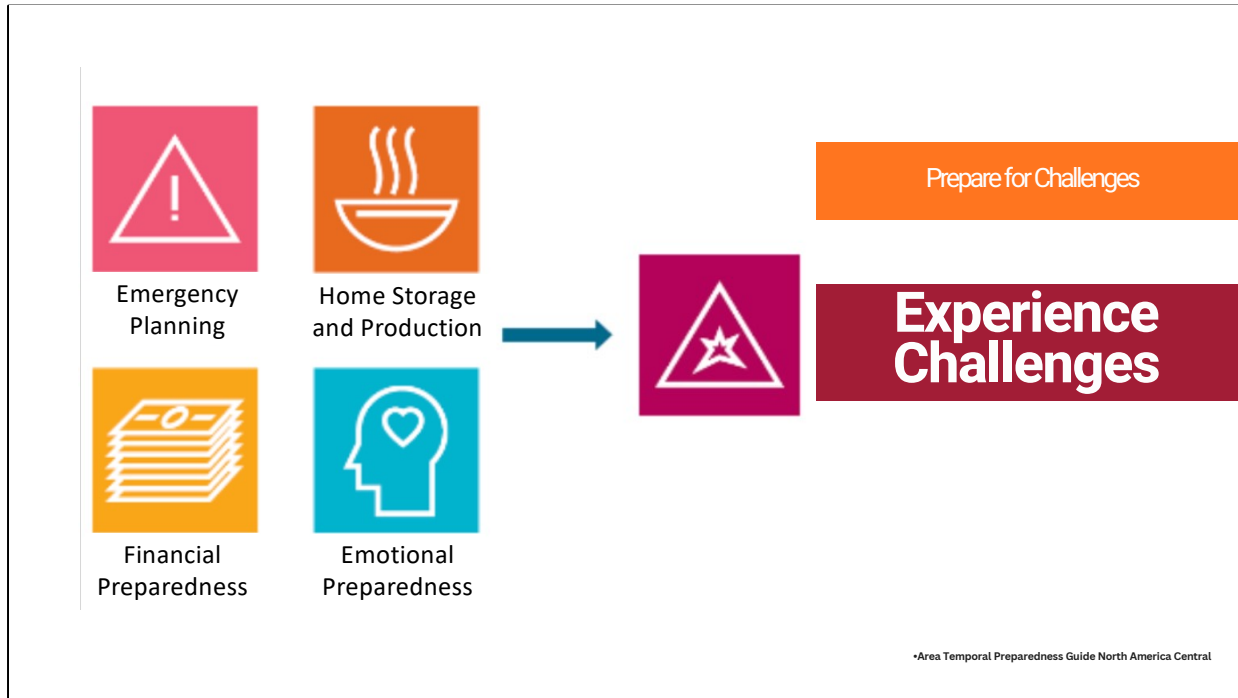 Emergency
Planning
Home Storage
and Production
Financial
Preparedness
Emotional
Preparedness
Prepare for Challenges
Experience
Challenges
•Area Temporal Preparedness Guide North America Central